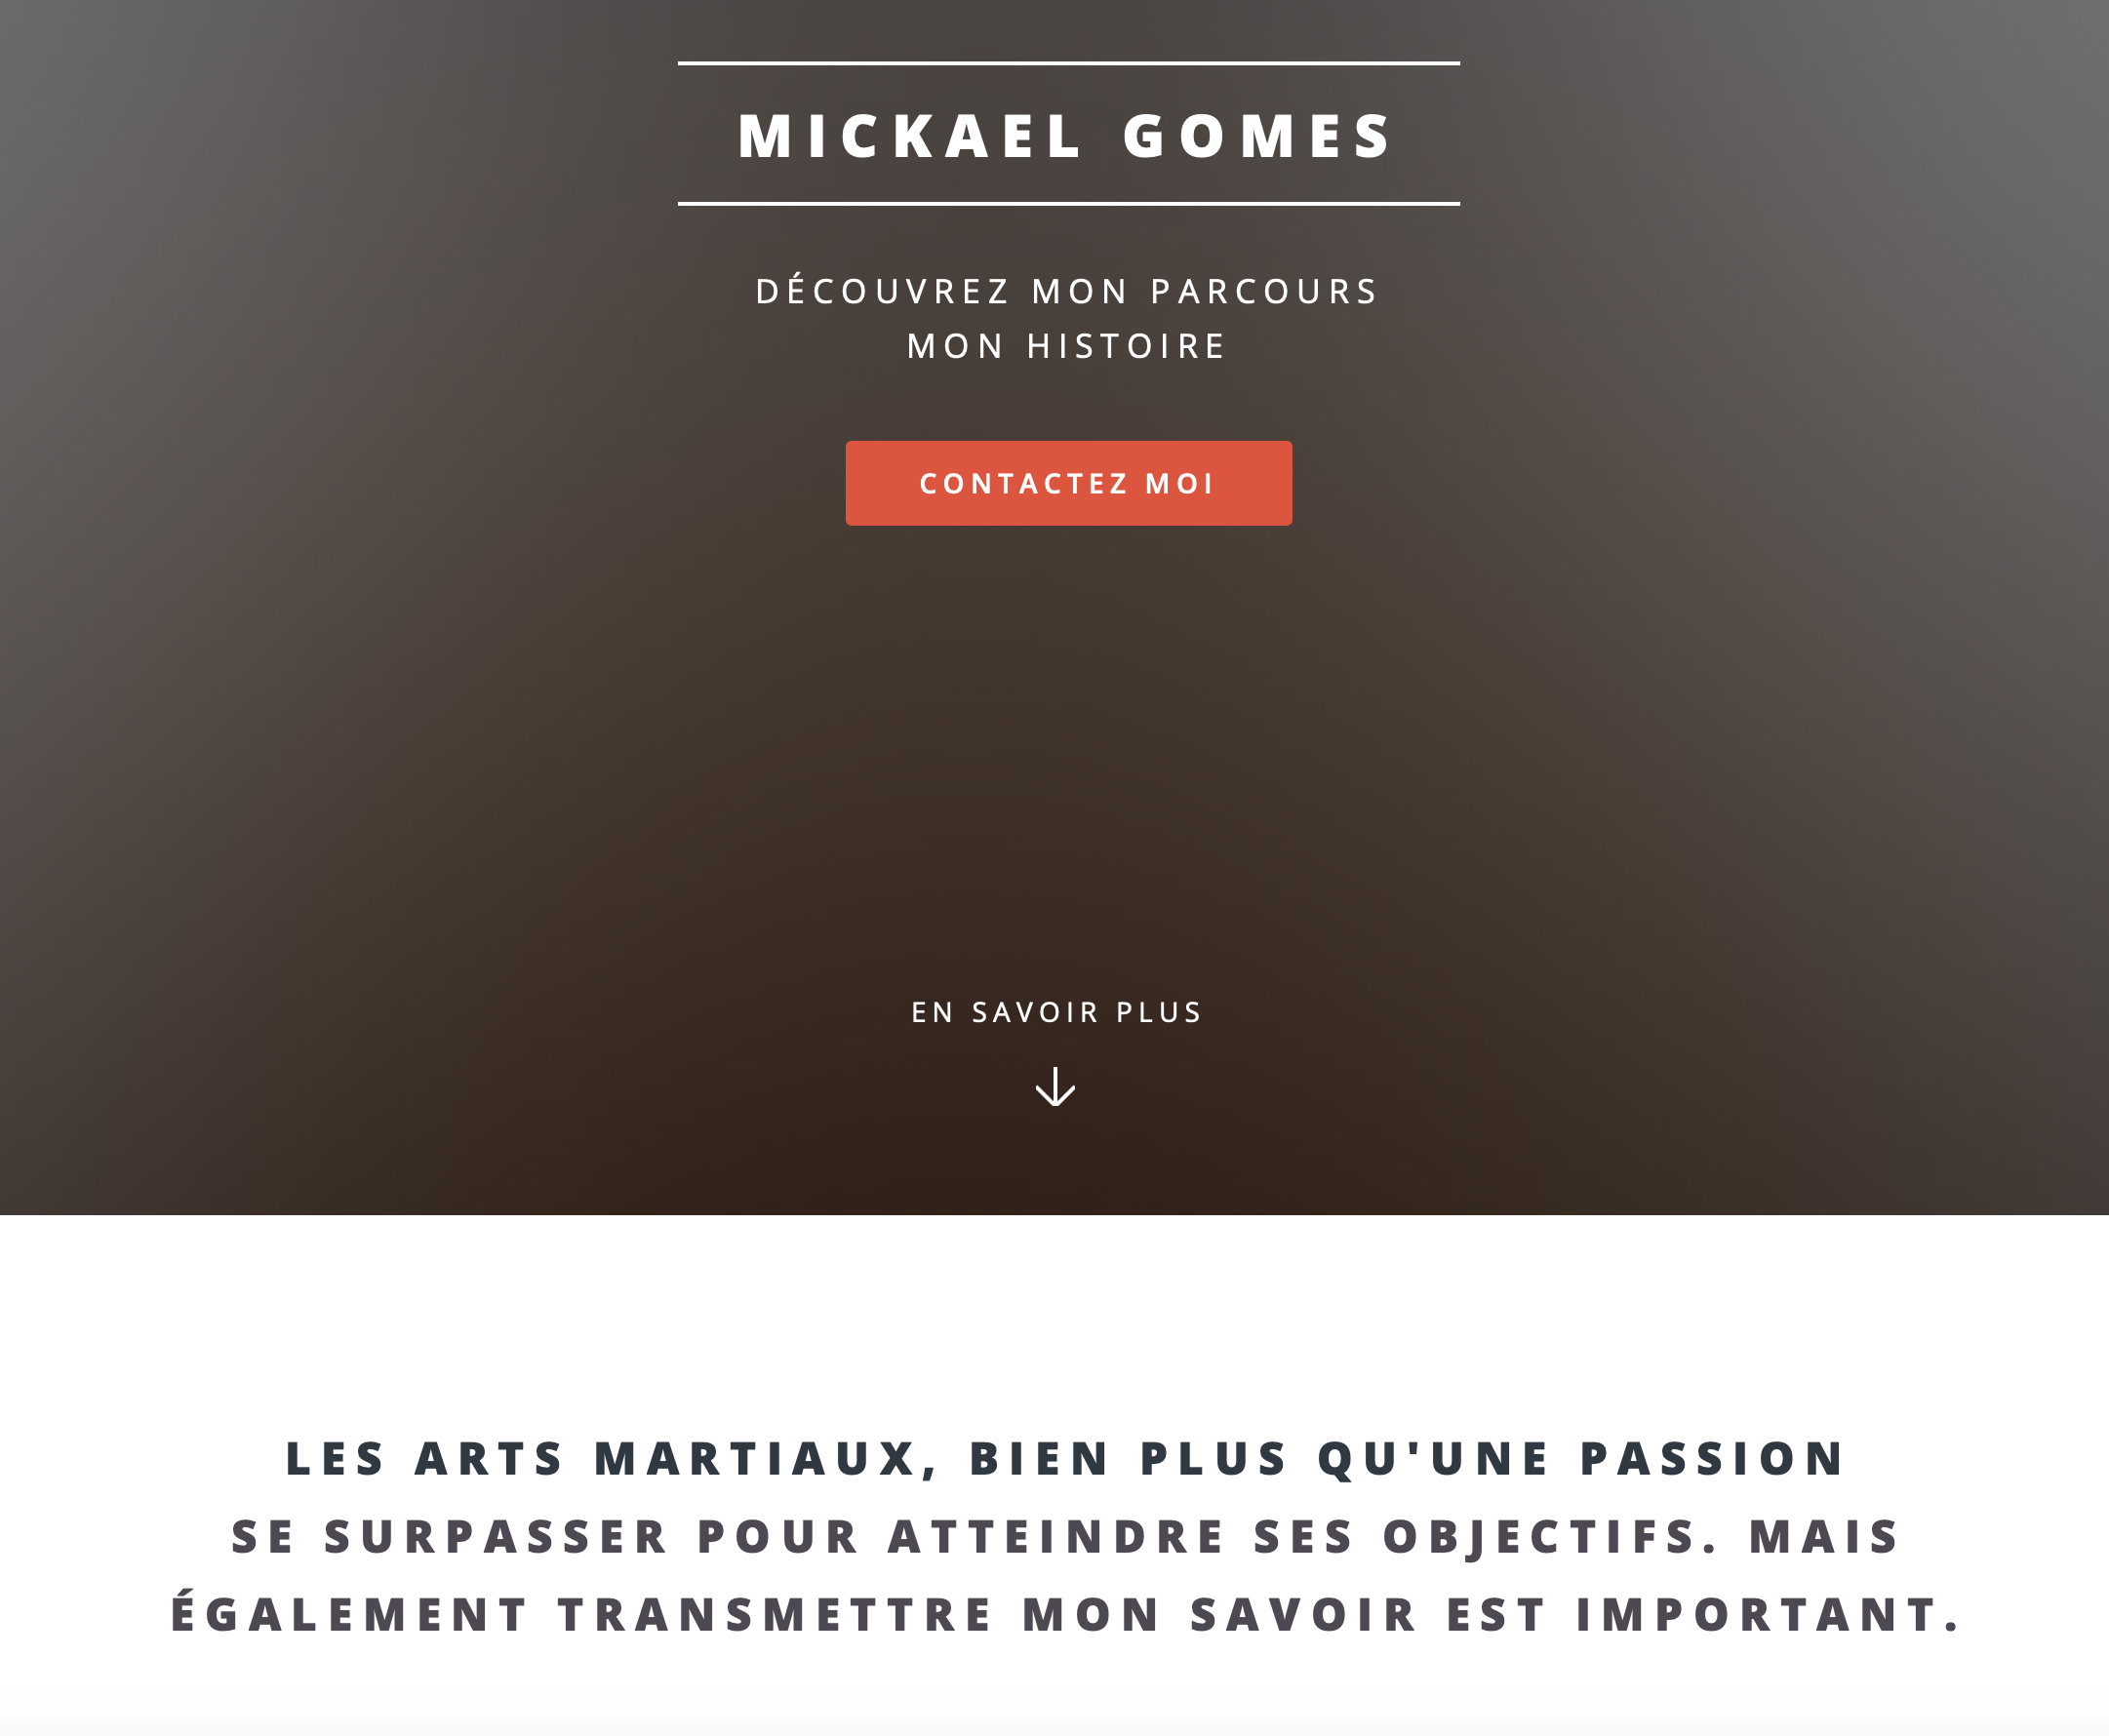 MICKAEL GOMES
DÉCOUVREZ MON PARCOURS
MON HISTOIRE
CONTACTEZ MOI
EN SAVOIR PLUS
LES ARTS MARTIAUX, BIEN PLUS QU'UNE PASSION
SE SURPASSER POUR ATTEINDRE SES OBJECTIFS. MAIS
ÉGALEMENT TRANSMETTRE MON SAVOIR EST IMPORTANT.